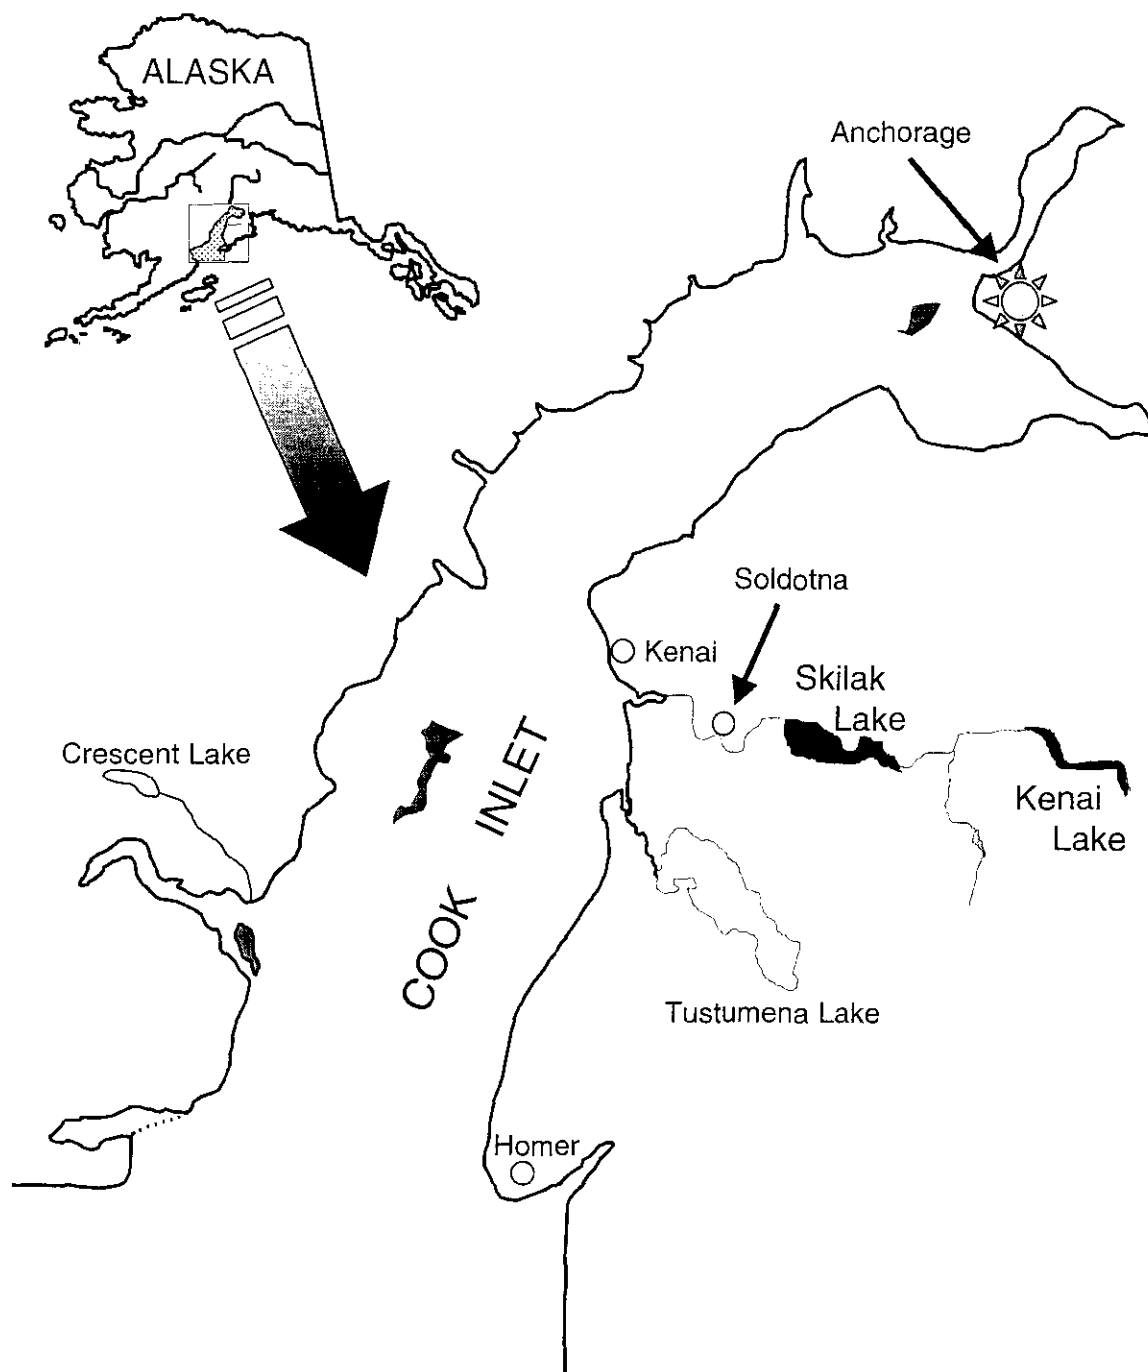 ALASKA
Anchorage
Soldotna
Kenai
Skilak
Lake
Crescent Lake
Kenai
Lake
COOK INLET
Tustumena Lake
Homer